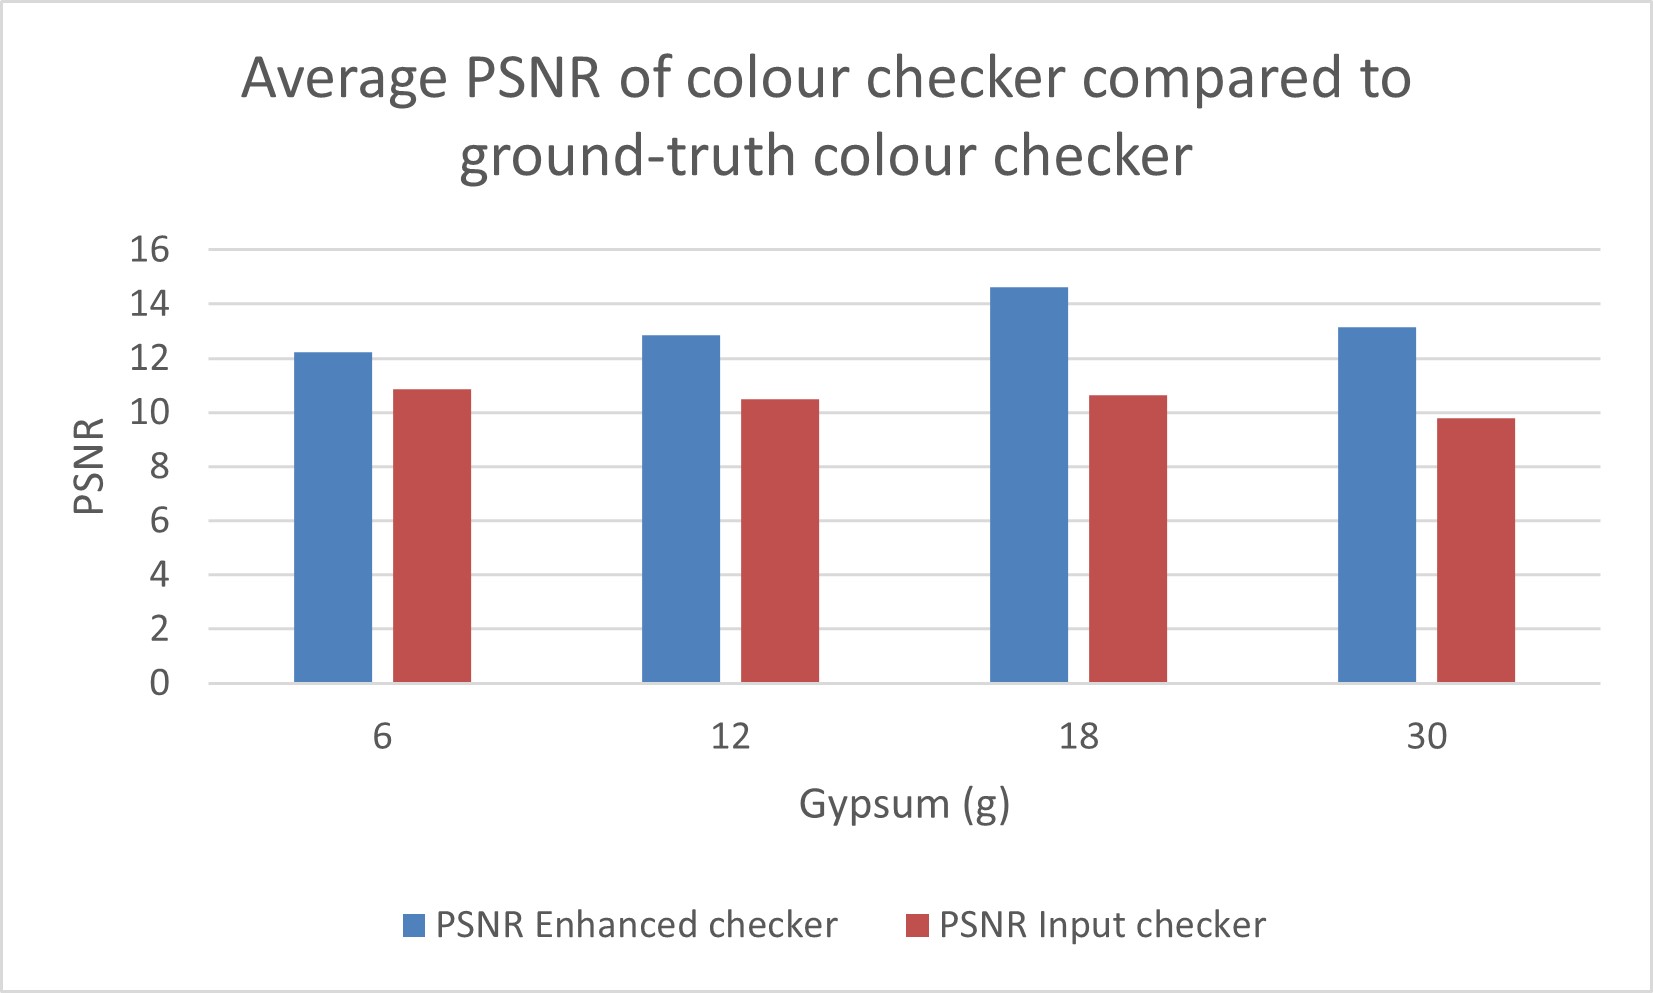 Average PSNR of colour checker compared to
ground-truth colour checker
16
14
12
10
8
6
4
2
0
PSNR
6 12 18 30
Gypsum (g)
PSNR Enhanced checker PSNR Input checker